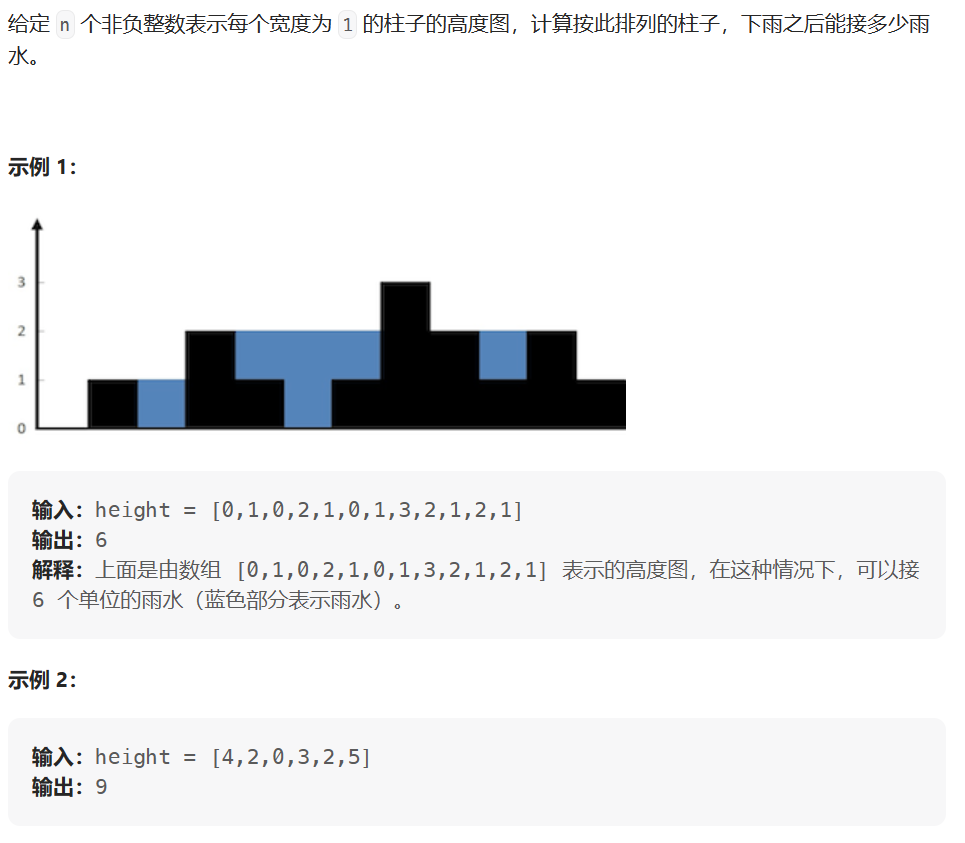 给定 n 个非负整数表示每个宽度为 1 的柱子的高度图，计算按此排列的柱子，下雨之后能接多少雨
水。
示例 1：
3
2
1
0
输入：height = [0,1,0,2,1,0,1,3,2,1,2,1]
输出：6
解释：上面是由数组 [0,1,0,2,1,0,1,3,2,1,2,1] 表示的高度图，在这种情况下，可以接
6 个单位的雨水（蓝色部分表示雨水）。
示例 2：
输入：height = [4,2,0,3,2,5]
输出：9